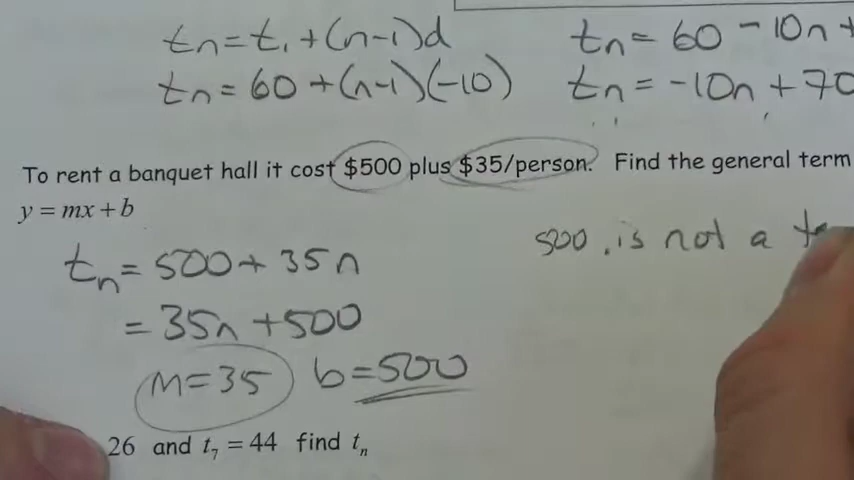 tn = t1 + (n-1)d
tn = 60 - 10n +
tn = 60 + (n-1)(-10)
tn = -10n + 70
To rent a banquet hall it cost $500 plus $35/person. Find the general term
y = mx + b
500 . is not a
tn = 500 + 35n
= 35n + 500
m = 35 b = 500
26 and t7 = 44 find tn